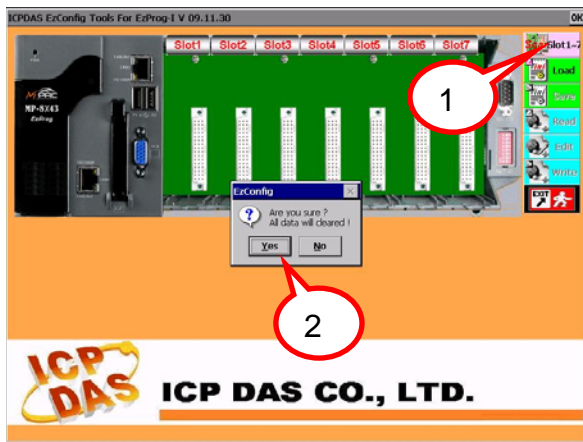 ICPDAS EzConfig Tools For EzProg-I V 09.11.30
OK
Slot1 Slot2 Slot3 Slot4 Slot5 Slot6 Slot7
Slot1~7
Load
Save
Read
Edit
Write
EXIT
MP-8X43
EzProg
1
EzConfig
Are you sure ?
All data will cleared !
Yes No
2
ICP
DAS
ICP DAS CO., LTD.